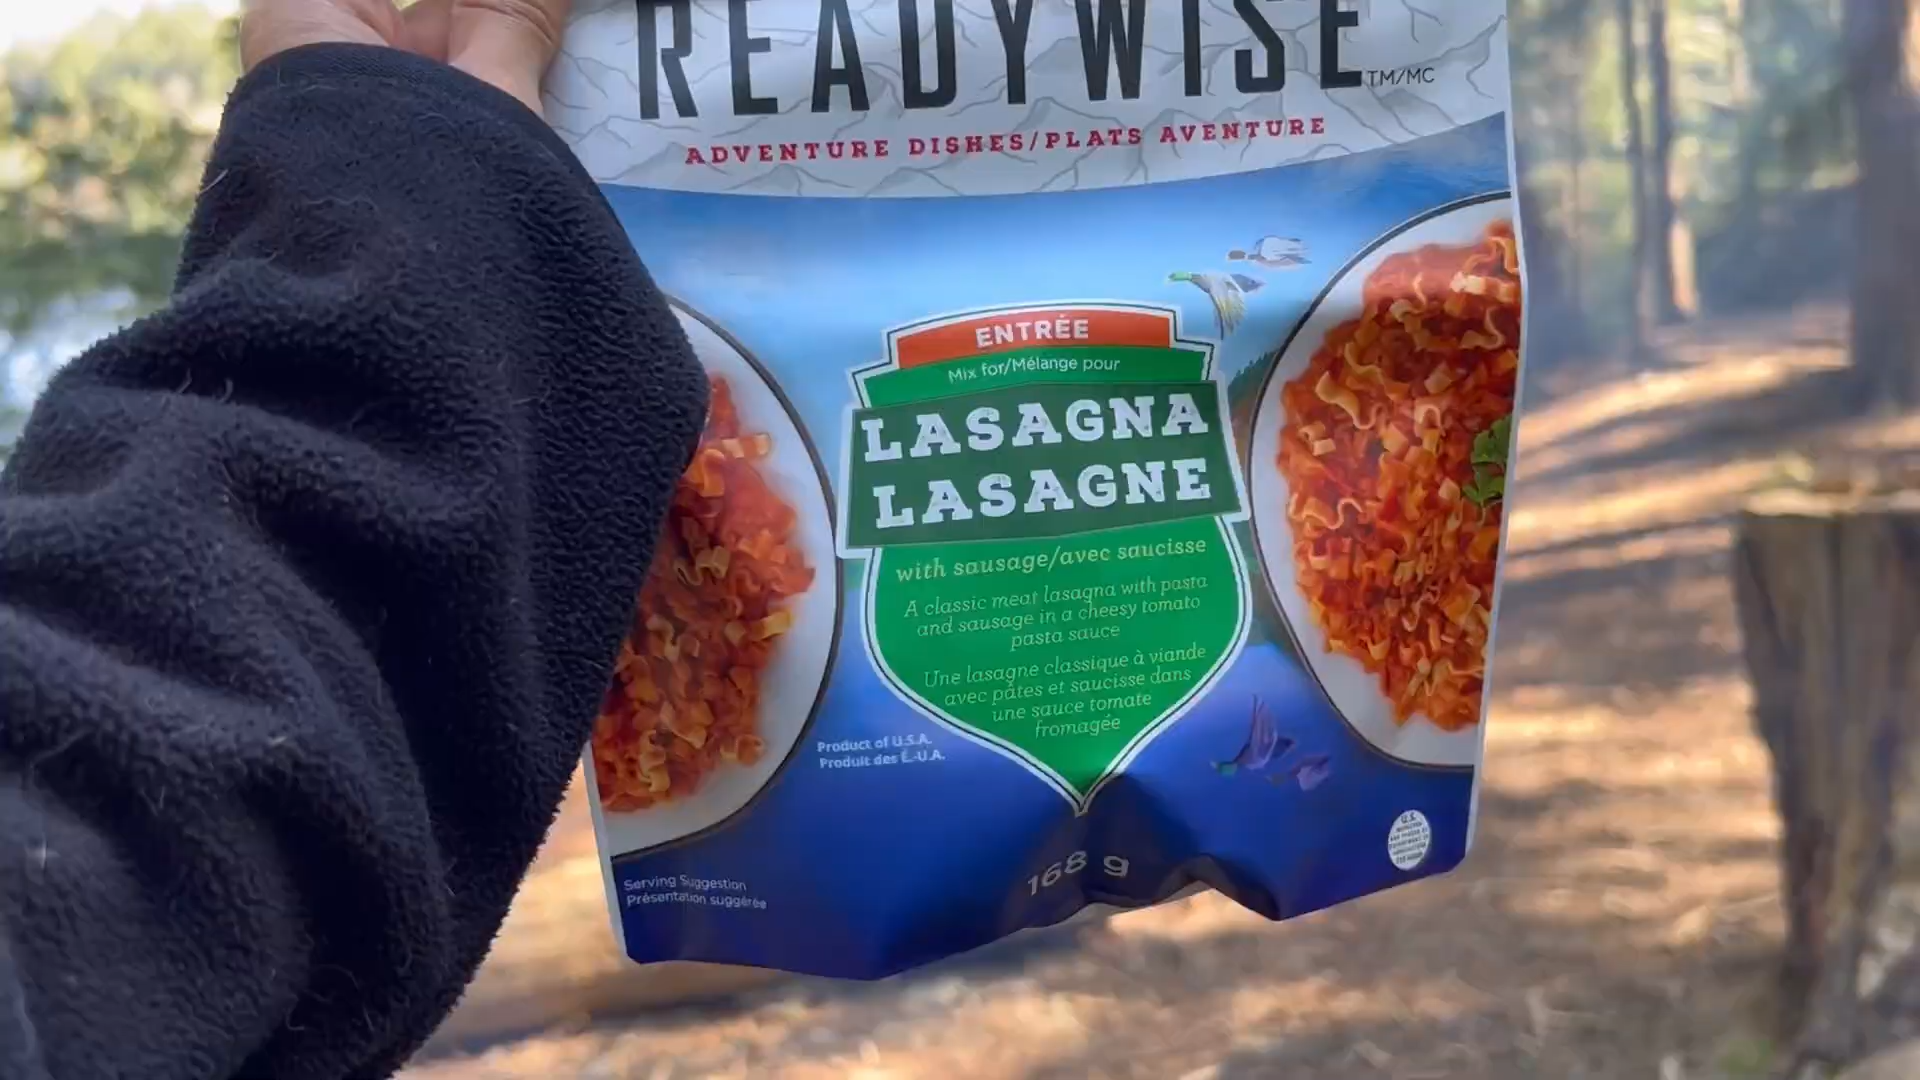 READYWISE TM/MC
ADVENTURE DISHES/PLATS AVENTURE
ENTRÉE
Mix for/Mélange pour
LASAGNA
LASAGNE
with sausage/avec saucisse
A classic meat lasagna with pasta
and sausage in a cheesy tomato
pasta sauce
Une lasagne classique à viande
avec pâtes et saucisse dans
une sauce tomate
fromagée
Product of U.S.A.
Produit des É.-U.A.
168 g
U.S.
Serving Suggestion
Présentation suggérée